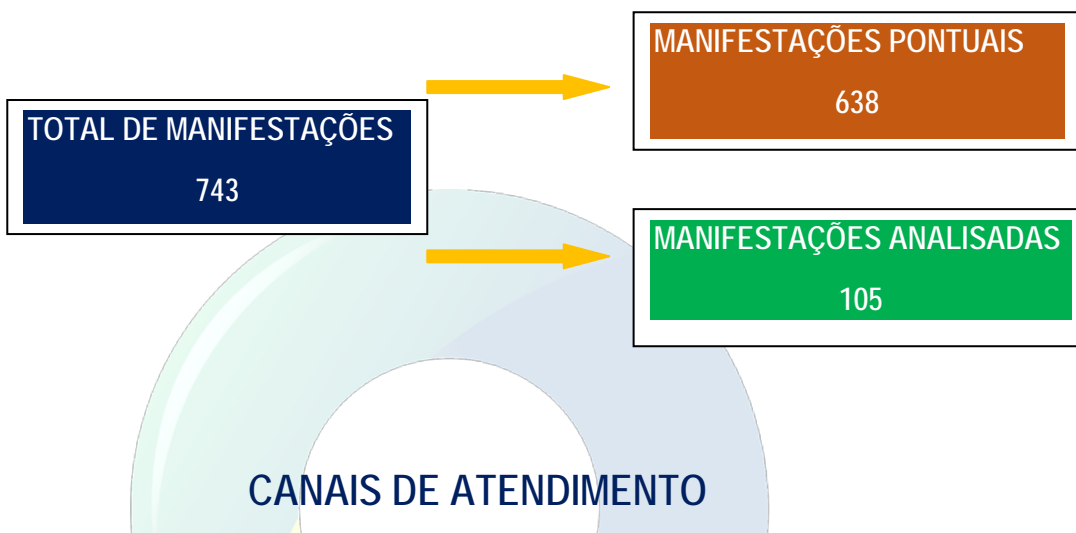 TOTAL DE MANIFESTAÇÕES
743
MANIFESTAÇÕES PONTUAIS
638
MANIFESTAÇÕES ANALISADAS
105
CANAIS DE ATENDIMENTO